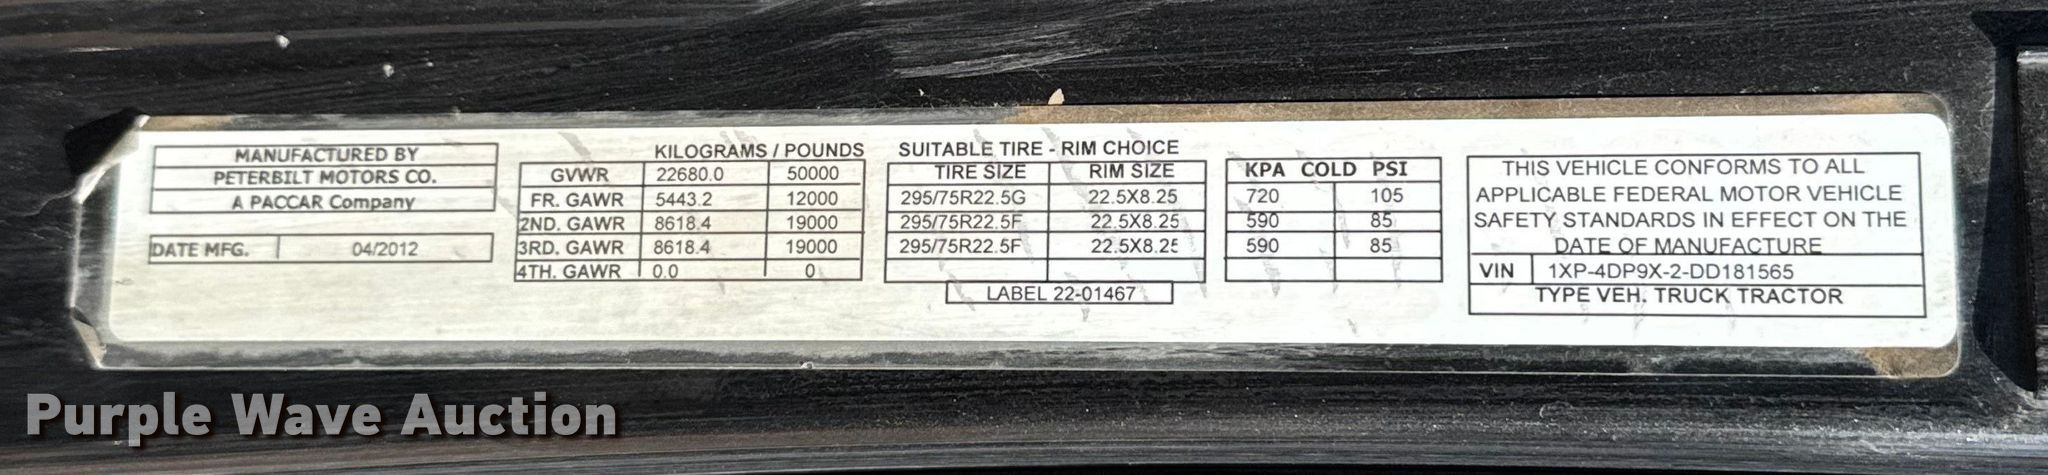 MANUFACTURED BY
PETERBILT MOTORS CO.
A PACCAR Company
DATE MFG. 04/2012
KILOGRAMS / POUNDS
GVWR 22680.0 50000
FR. GAWR 5443.2 12000
2ND. GAWR 8618.4 19000
3RD. GAWR 8618.4 19000
4TH. GAWR 0.0 0
SUITABLE TIRE - RIM CHOICE
TIRE SIZE RIM SIZE
295/75R22.5G 22.5X8.25
295/75R22.5F 22.5X8.25
295/75R22.5F 22.5X8.25
LABEL 22-01467
KPA COLD PSI
720 105
590 85
590 85
THIS VEHICLE CONFORMS TO ALL
APPLICABLE FEDERAL MOTOR VEHICLE
SAFETY STANDARDS IN EFFECT ON THE
DATE OF MANUFACTURE
VIN 1XP-4DP9X-2-DD181565
TYPE VEH. TRUCK TRACTOR
Purple Wave Auction